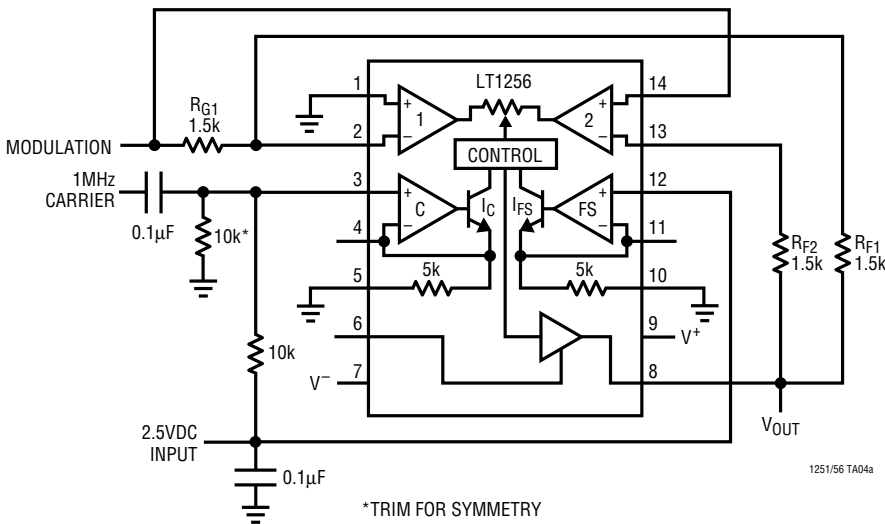 1
LT1256
14
R_G1
1.5k
+
1
−
+
2
−
2
13
MODULATION
CONTROL
1MHz
CARRIER
3
12
+
C
−
I_C
I_FS
+
FS
−
0.1μF
10k*
4
11
R_F2
1.5k
R_F1
1.5k
5
5k
5k
10
6
9
V+
10k
V−
7
8
2.5VDC
INPUT
V_OUT
0.1μF
1251/56 TA04a
*TRIM FOR SYMMETRY